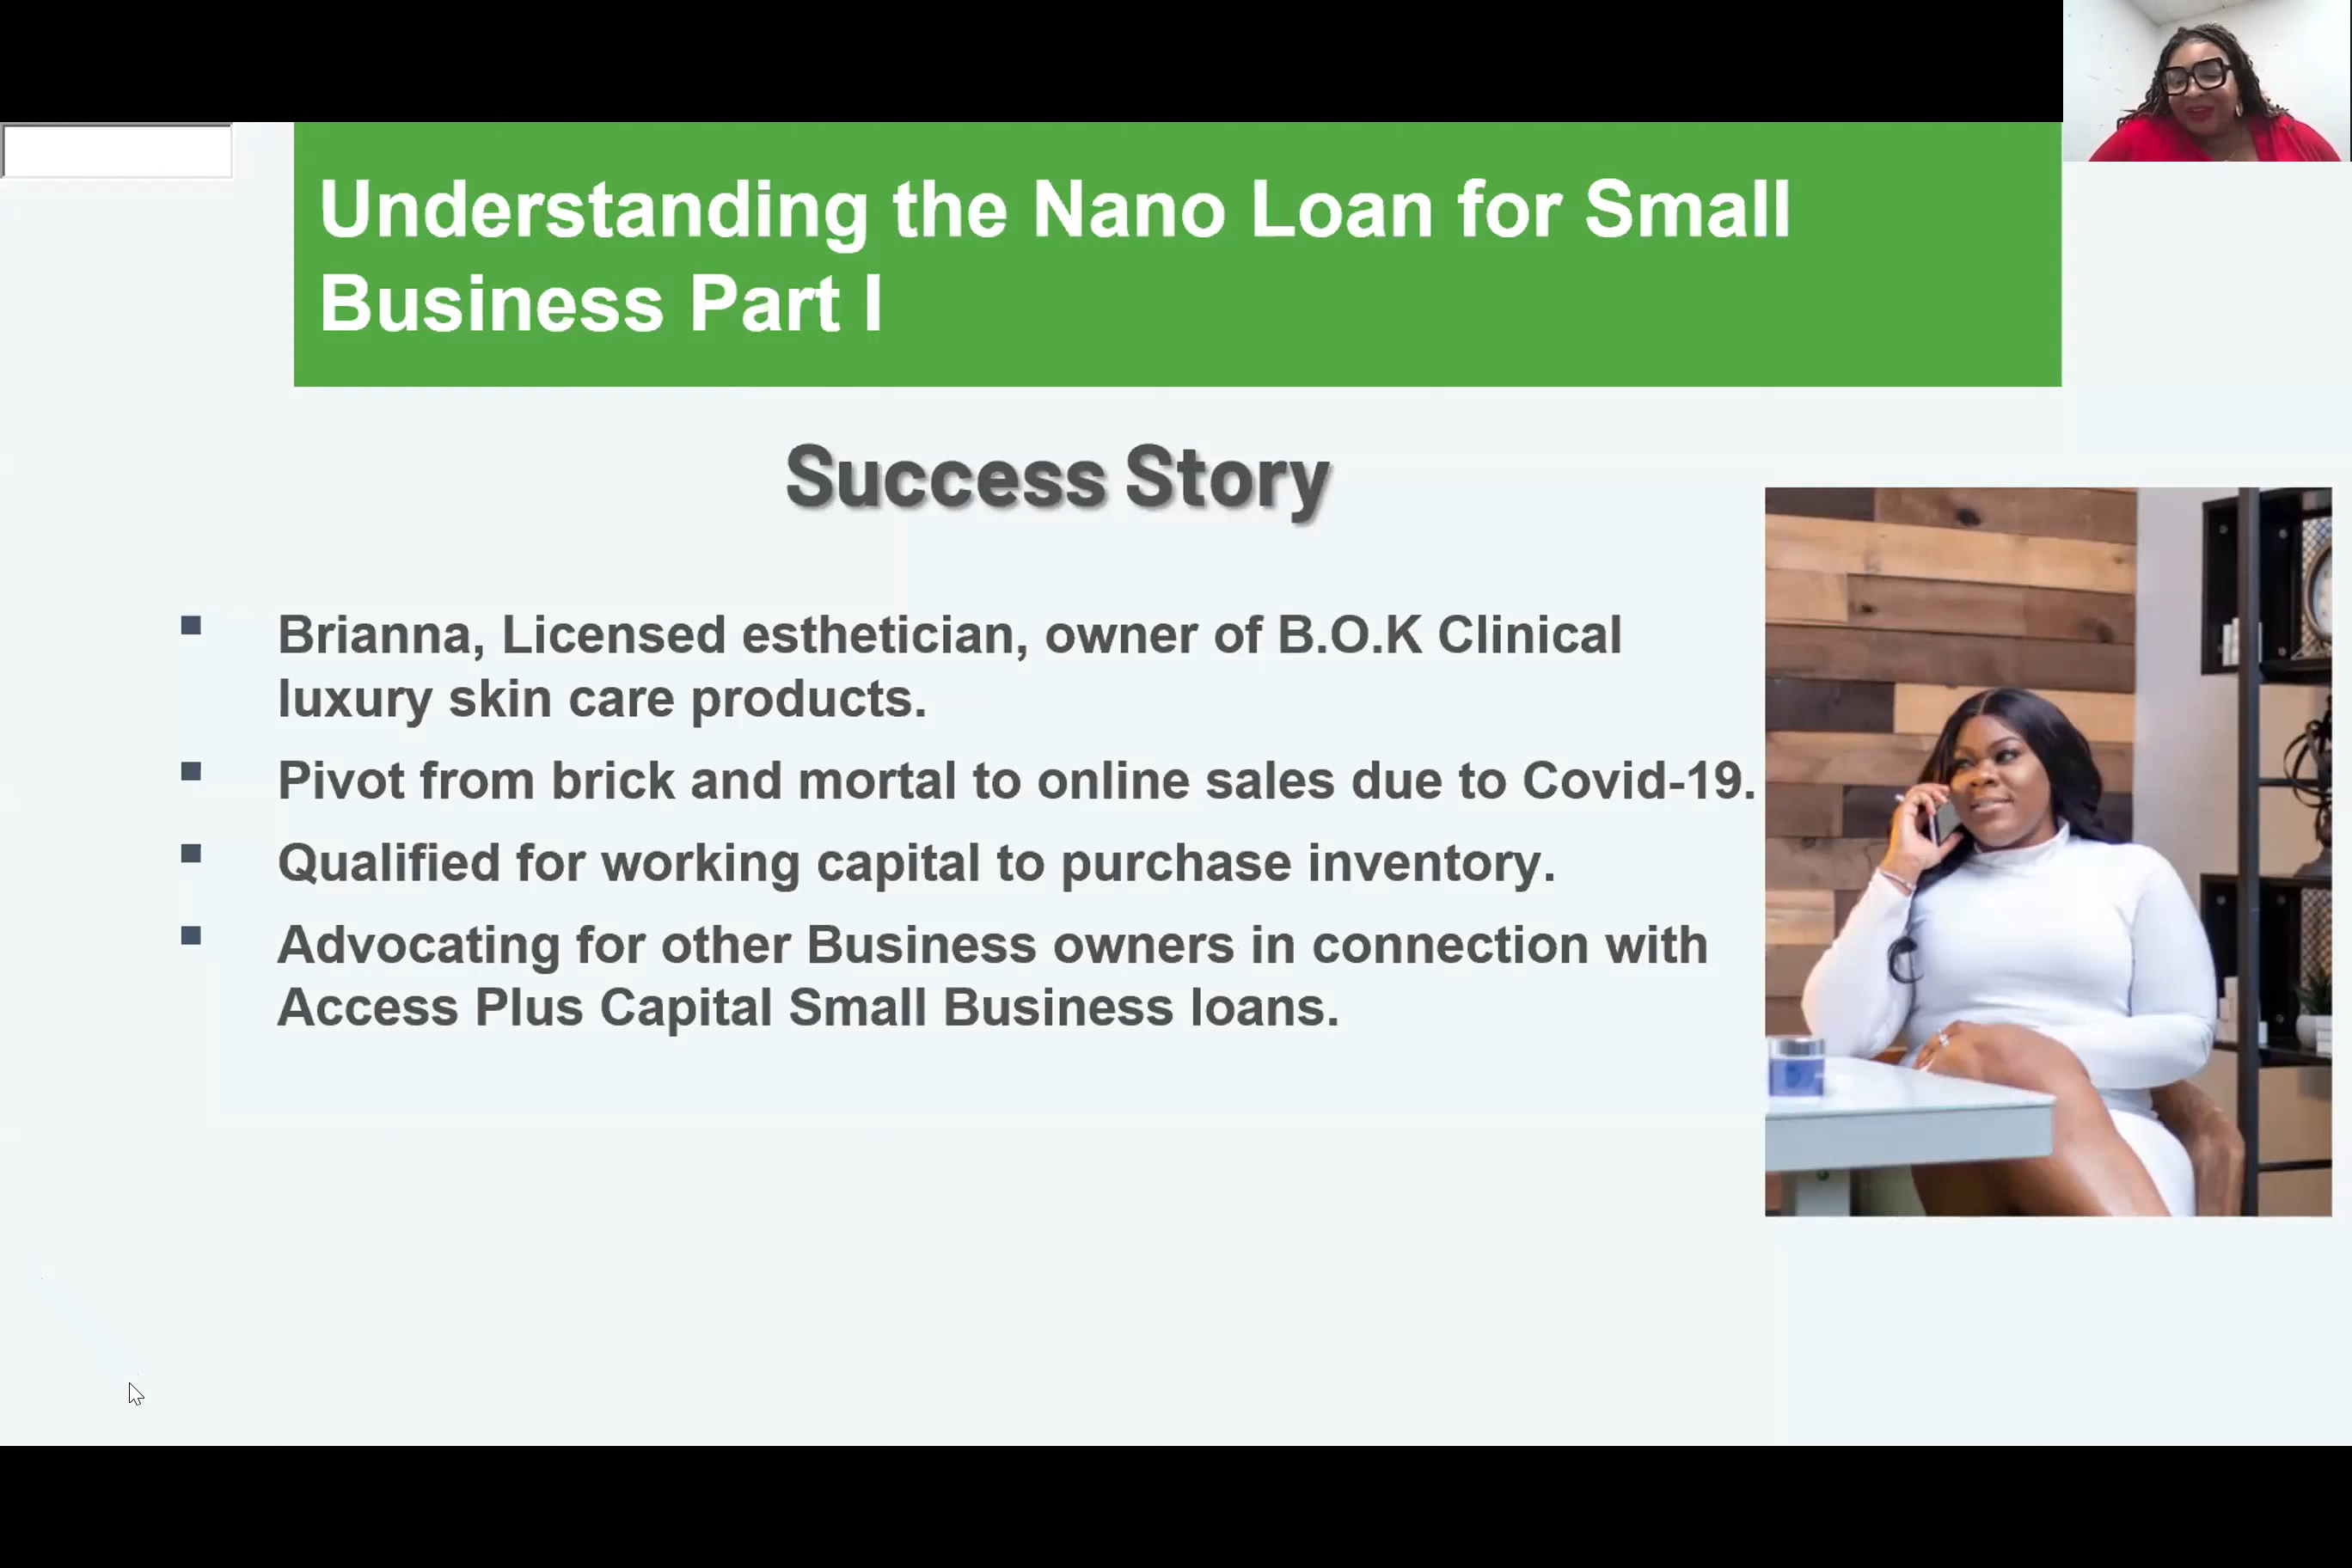 Understanding the Nano Loan for Small
Business Part I
Success Story
Brianna, Licensed esthetician, owner of B.O.K Clinical
luxury skin care products.
Pivot from brick and mortal to online sales due to Covid-19.
Qualified for working capital to purchase inventory.
Advocating for other Business owners in connection with
Access Plus Capital Small Business loans.